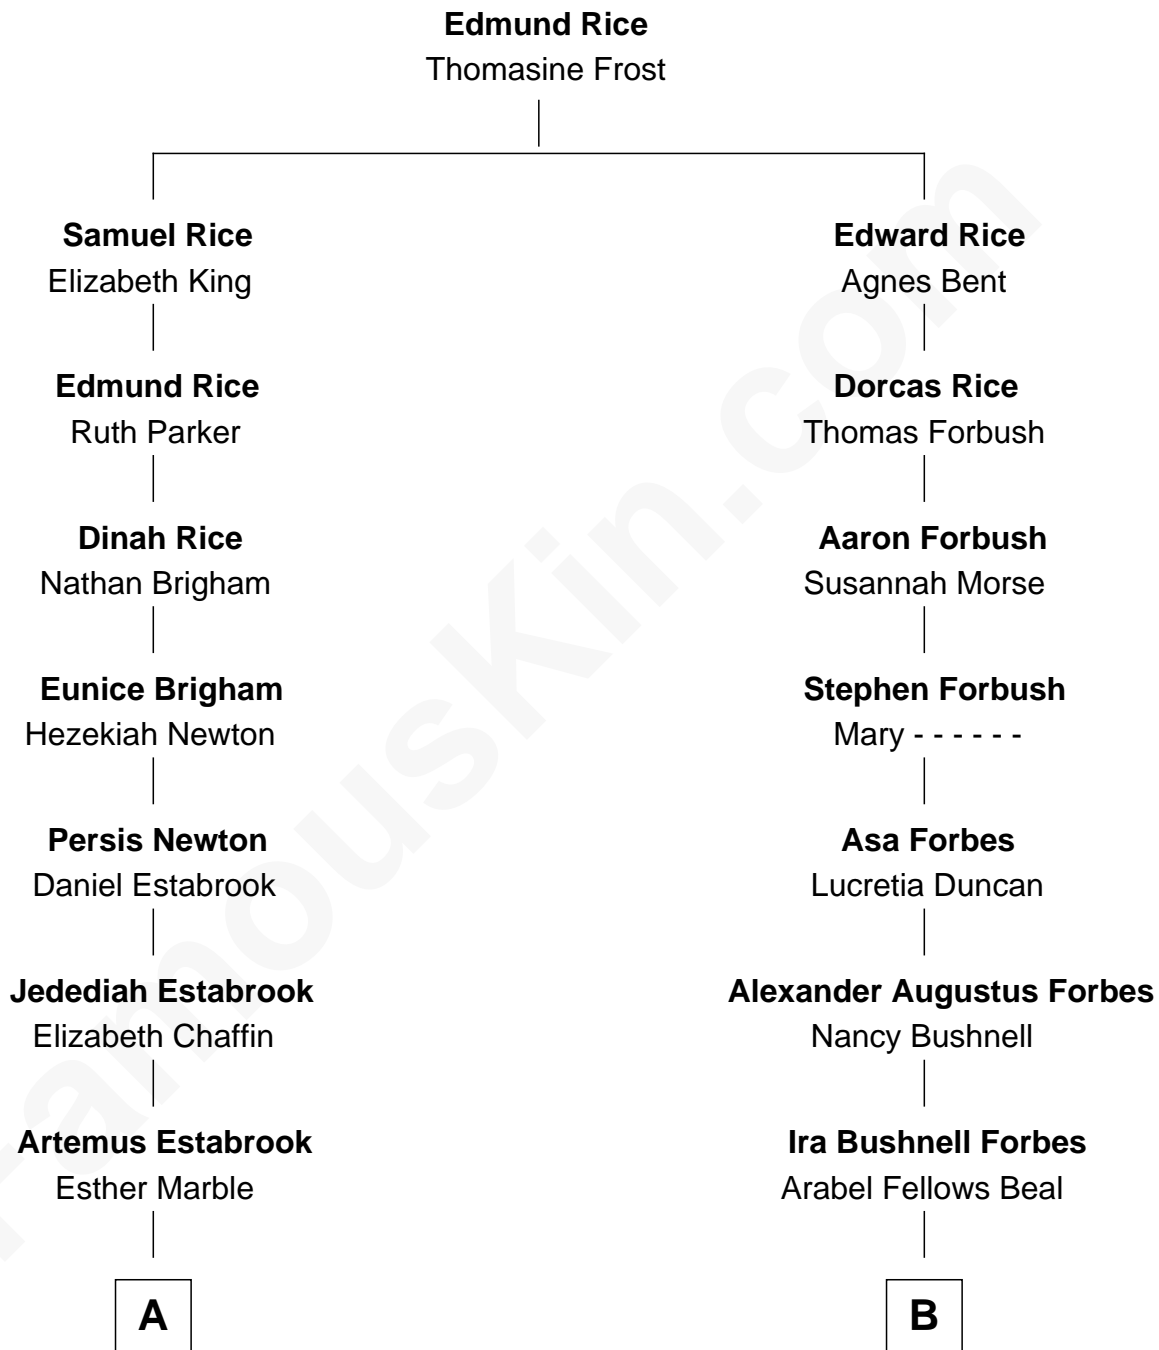 Edmund Rice
Thomasine Frost
Samuel Rice
Elizabeth King
Edward Rice
Agnes Bent
Edmund Rice
Ruth Parker
Dorcas Rice
Thomas Forbush
Dinah Rice
Nathan Brigham
Aaron Forbush
Susannah Morse
Eunice Brigham
Hezekiah Newton
Stephen Forbush
Mary - - - - - -
Persis Newton
Daniel Estabrook
Asa Forbes
Lucretia Duncan
Jedediah Estabrook
Elizabeth Chaffin
Alexander Augustus Forbes
Nancy Bushnell
Artemus Estabrook
Esther Marble
Ira Bushnell Forbes
Arabel Fellows Beal
A
B
FamousKin.com